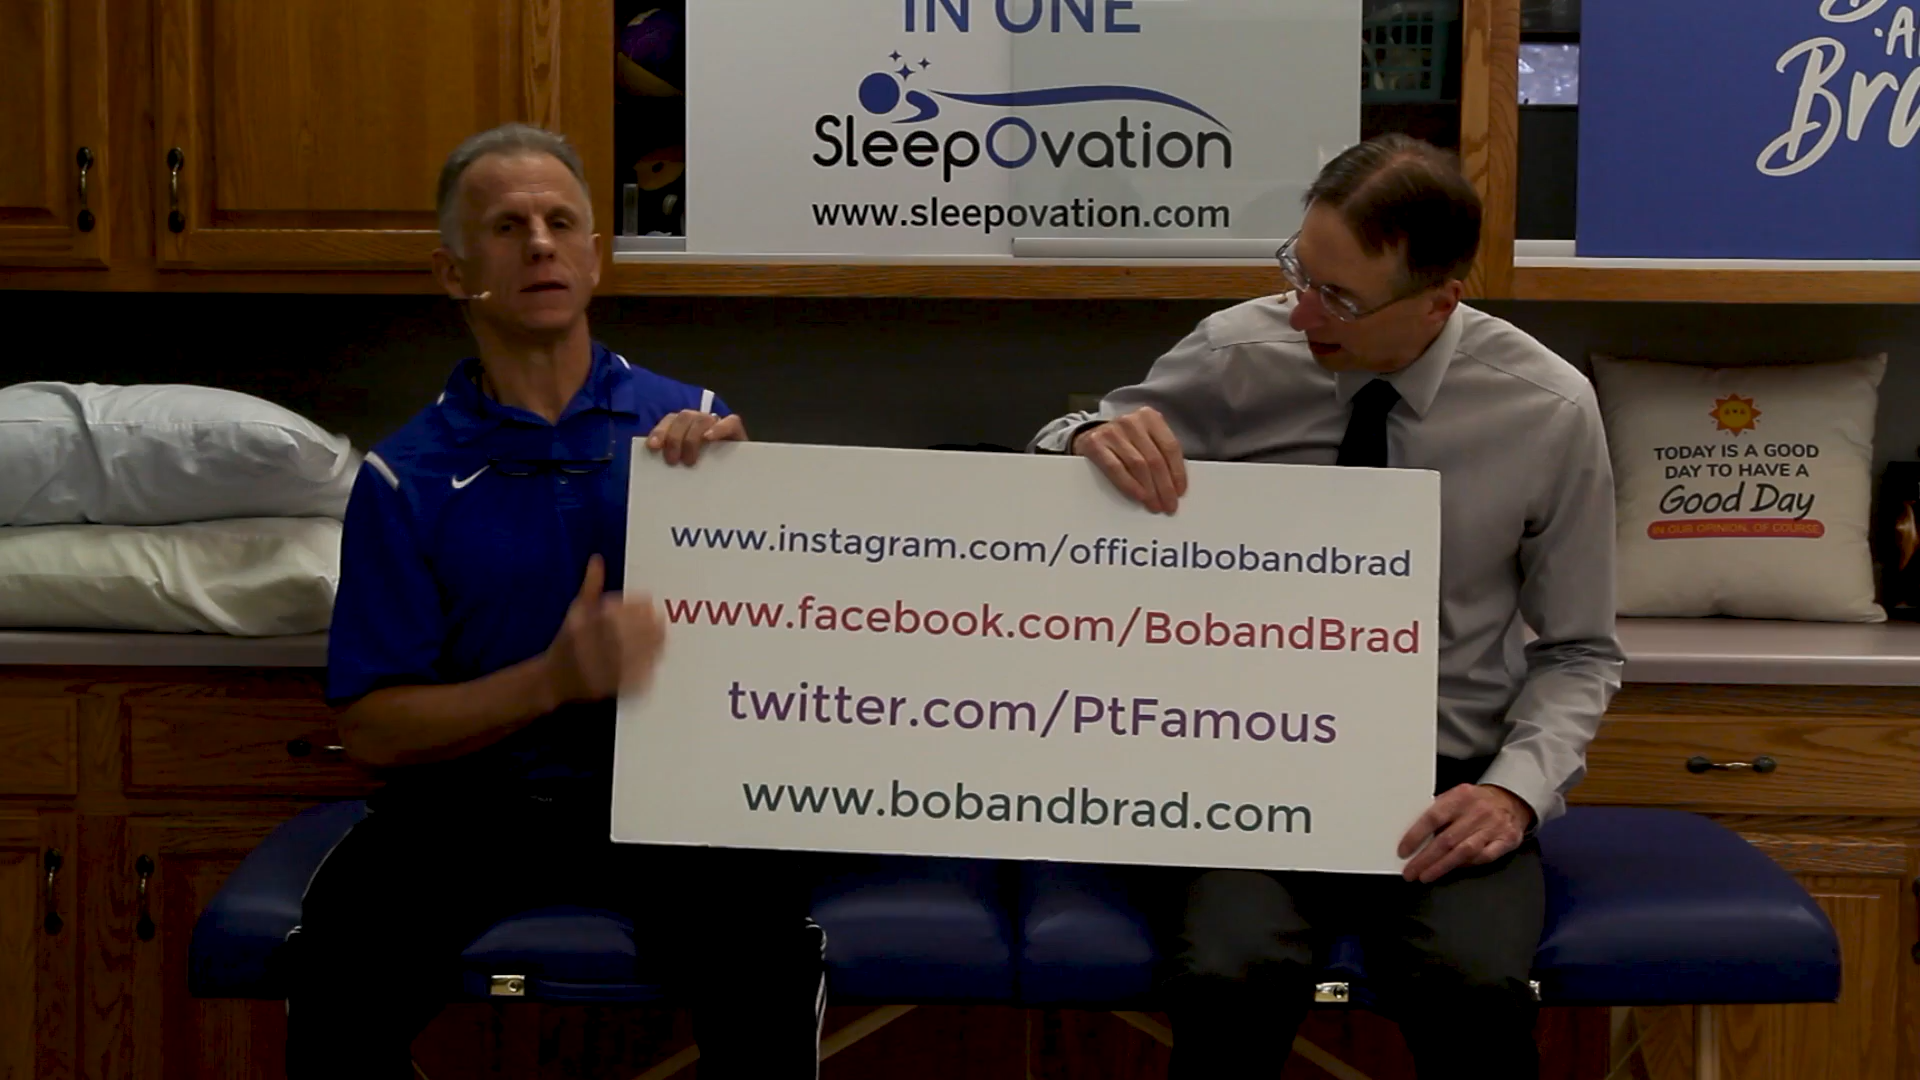 IN ONE
SleepOvation
www.sleepovation.com
TODAY IS A GOOD
DAY TO HAVE A
Good Day
IN OUR OPINION, OF COURSE
www.instagram.com/officialbobandbrad
www.facebook.com/BobandBrad
twitter.com/PtFamous
www.bobandbrad.com